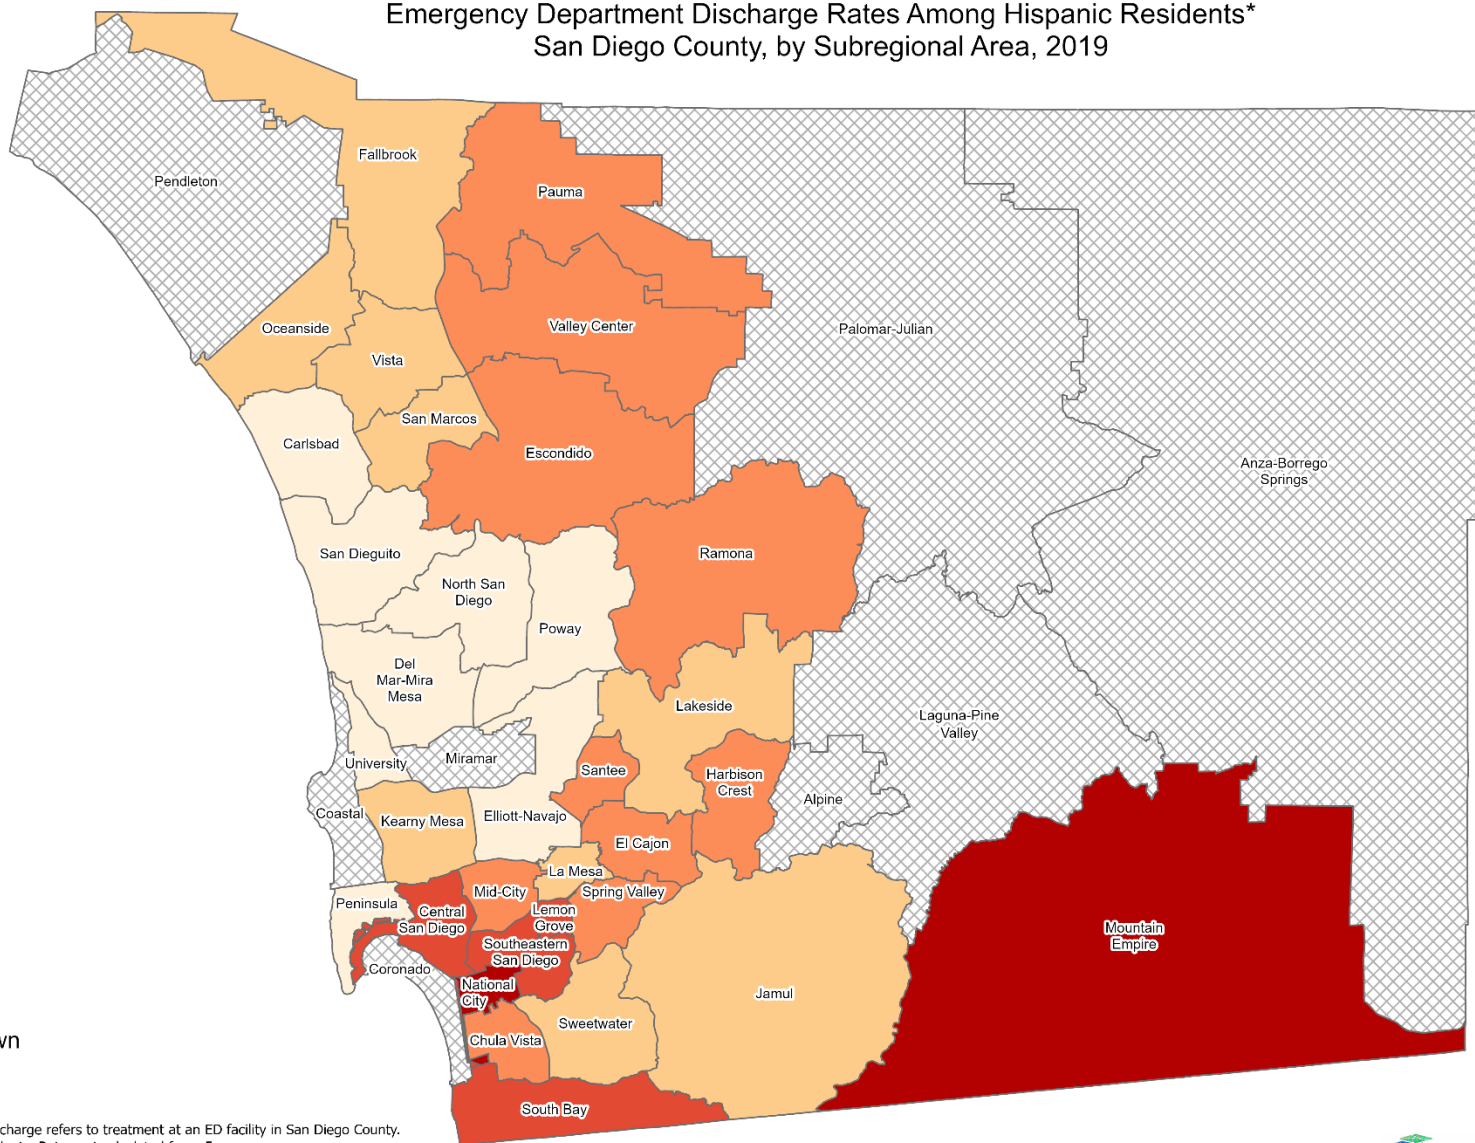 Emergency Department Discharge Rates Among Hispanic Residents*
San Diego County, by Subregional Area, 2019
Fallbrook
Pendleton
Pauma
Oceanside
Valley Center
Palomar-Julian
Vista
San Marcos
Carlsbad
Escondido
Anza-Borrego
Springs
San Dieguito
Ramona
North San
Diego
Poway
Del
Mar-Mira
Mesa
Lakeside
Laguna-Pine
Valley
University
Miramar
Santee
Harbison
Crest
Alpine
Coastal
Kearny Mesa
Elliott-Navajo
El Cajon
La Mesa
Mid-City
Spring Valley
Peninsula
Central
San Diego
Lemon
Grove
Mountain
Empire
Southeastern
San Diego
Coronado
National
City
Jamul
Sweetwater
Chula Vista
wn
South Bay
charge refers to treatment at an ED facility in San Diego County.